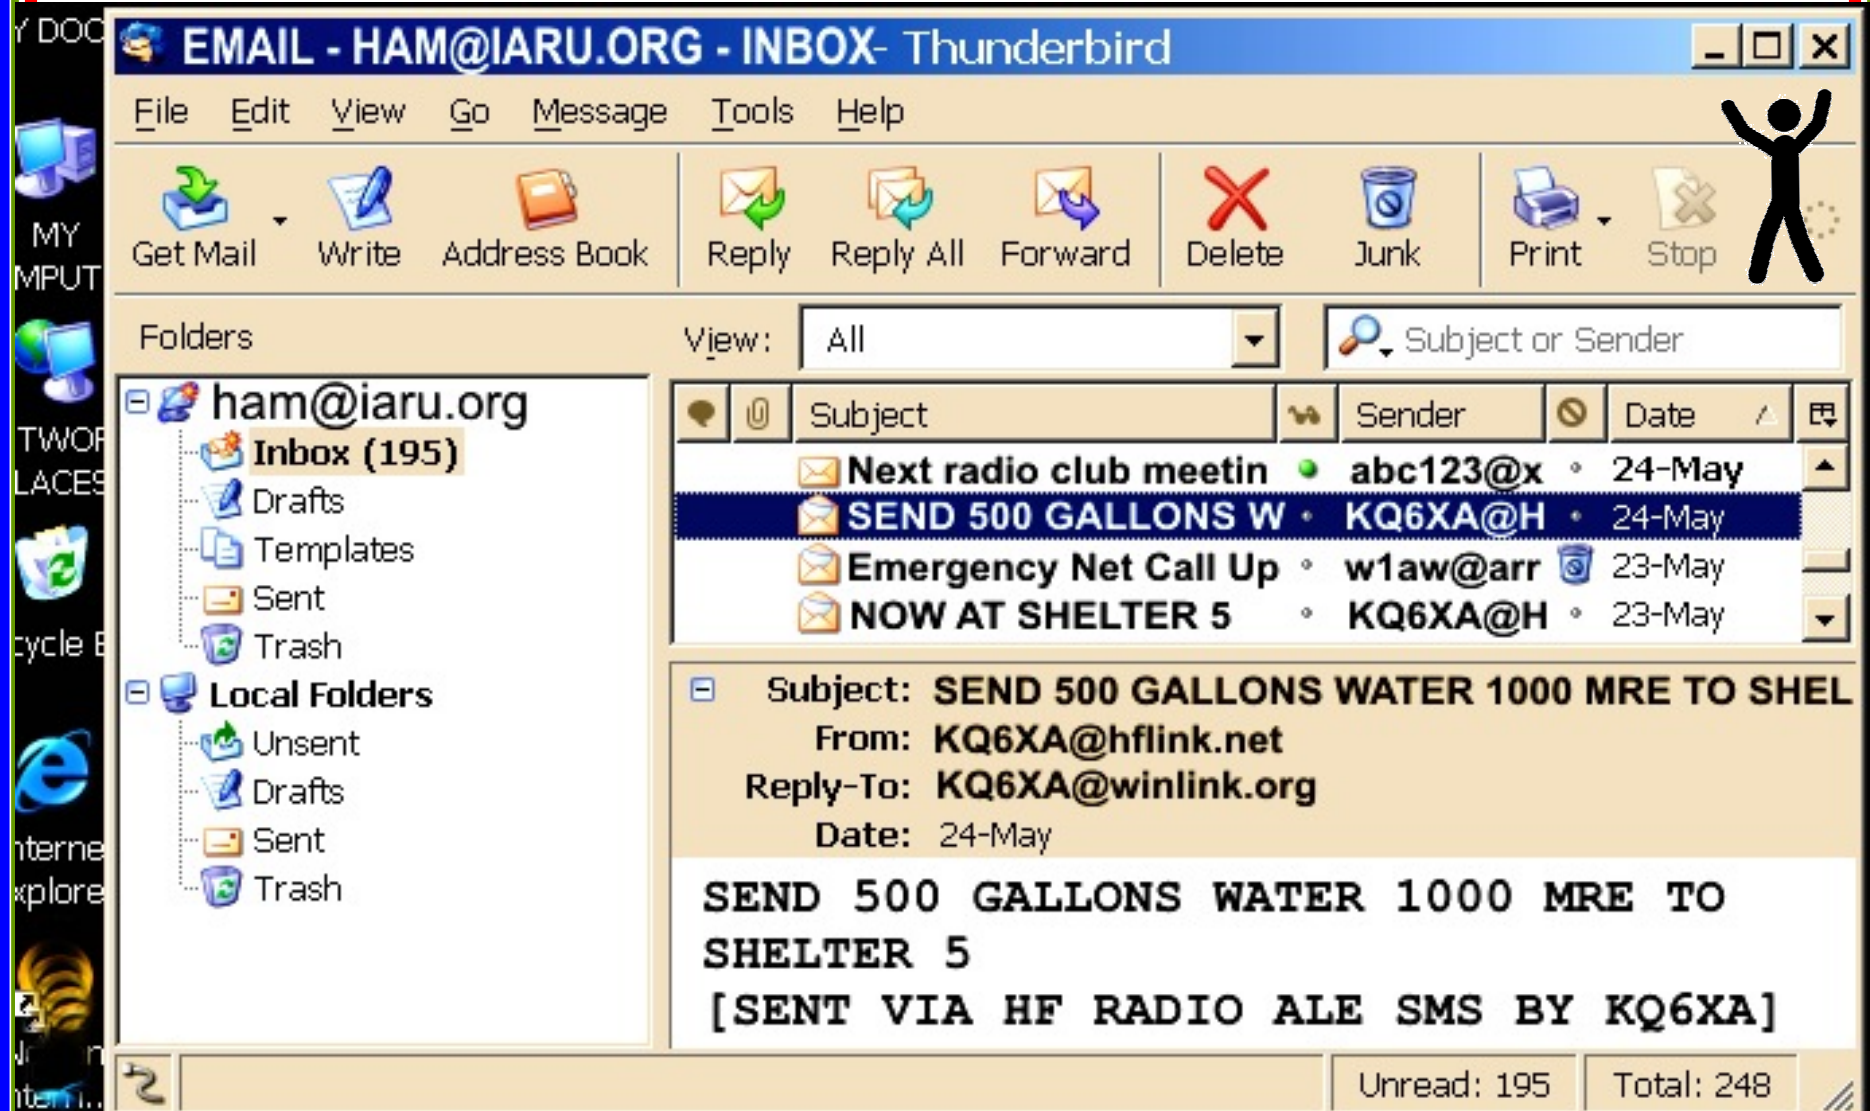 Y DOC
EMAIL - HAM@IARU.ORG - INBOX- Thunderbird
File Edit View Go Message Tools Help
MY
MPUT
Get Mail Write Address Book Reply Reply All Forward Delete Junk Print Stop
Folders
View: All Subject or Sender
TWOR
LACES
ham@iaru.org
Inbox (195)
Drafts
Templates
Sent
Trash
Local Folders
Unsent
Drafts
Sent
Trash
Subject Sender Date
Next radio club meetin abc123@x 24-May
SEND 500 GALLONS W KQ6XA@H 24-May
Emergency Net Call Up w1aw@arr 23-May
NOW AT SHELTER 5 KQ6XA@H 23-May
cycle B
Subject: SEND 500 GALLONS WATER 1000 MRE TO SHEL
From: KQ6XA@hflink.net
Reply-To: KQ6XA@winlink.org
Date: 24-May
nterne
xplore
SEND 500 GALLONS WATER 1000 MRE TO
SHELTER 5
[SENT VIA HF RADIO ALE SMS BY KQ6XA]
Unread: 195 Total: 248